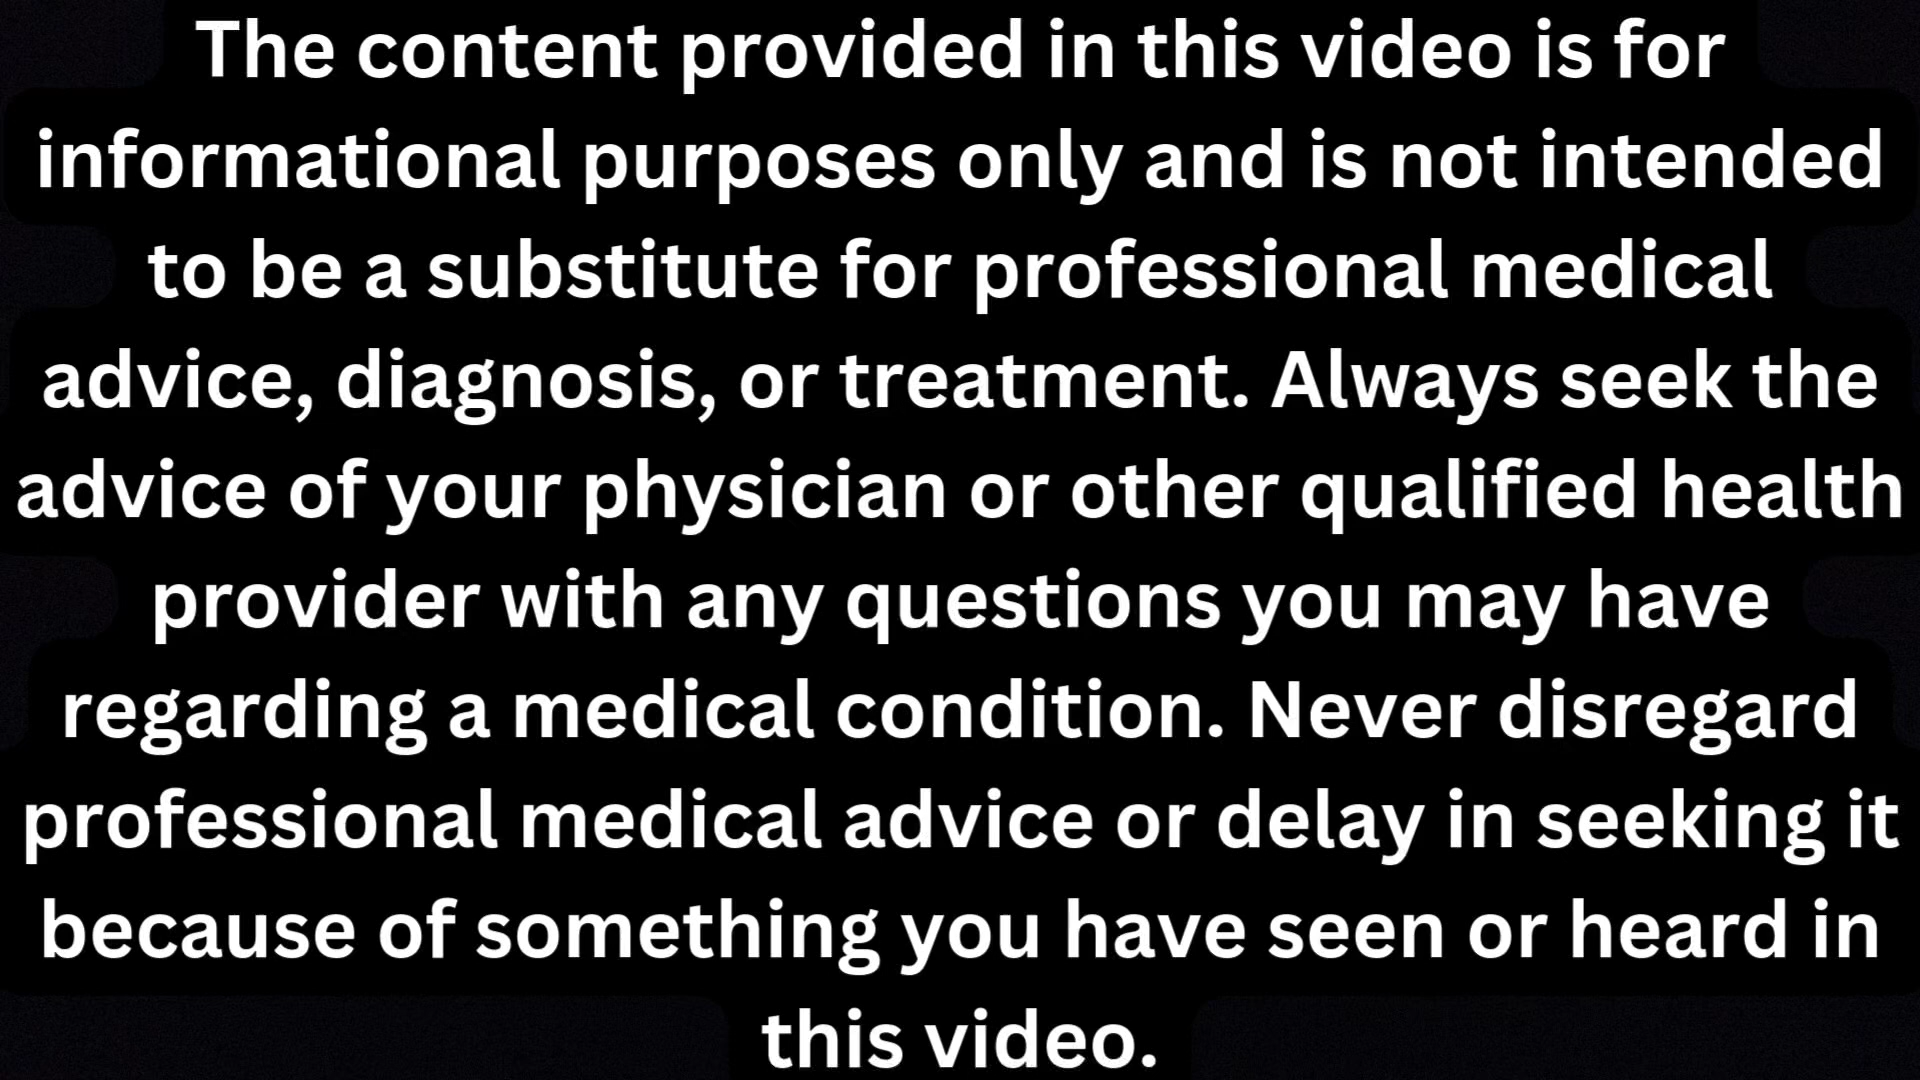 The content provided in this video is for
informational purposes only and is not intended
to be a substitute for professional medical
advice, diagnosis, or treatment. Always seek the
advice of your physician or other qualified health
provider with any questions you may have
regarding a medical condition. Never disregard
professional medical advice or delay in seeking it
because of something you have seen or heard in
this video.